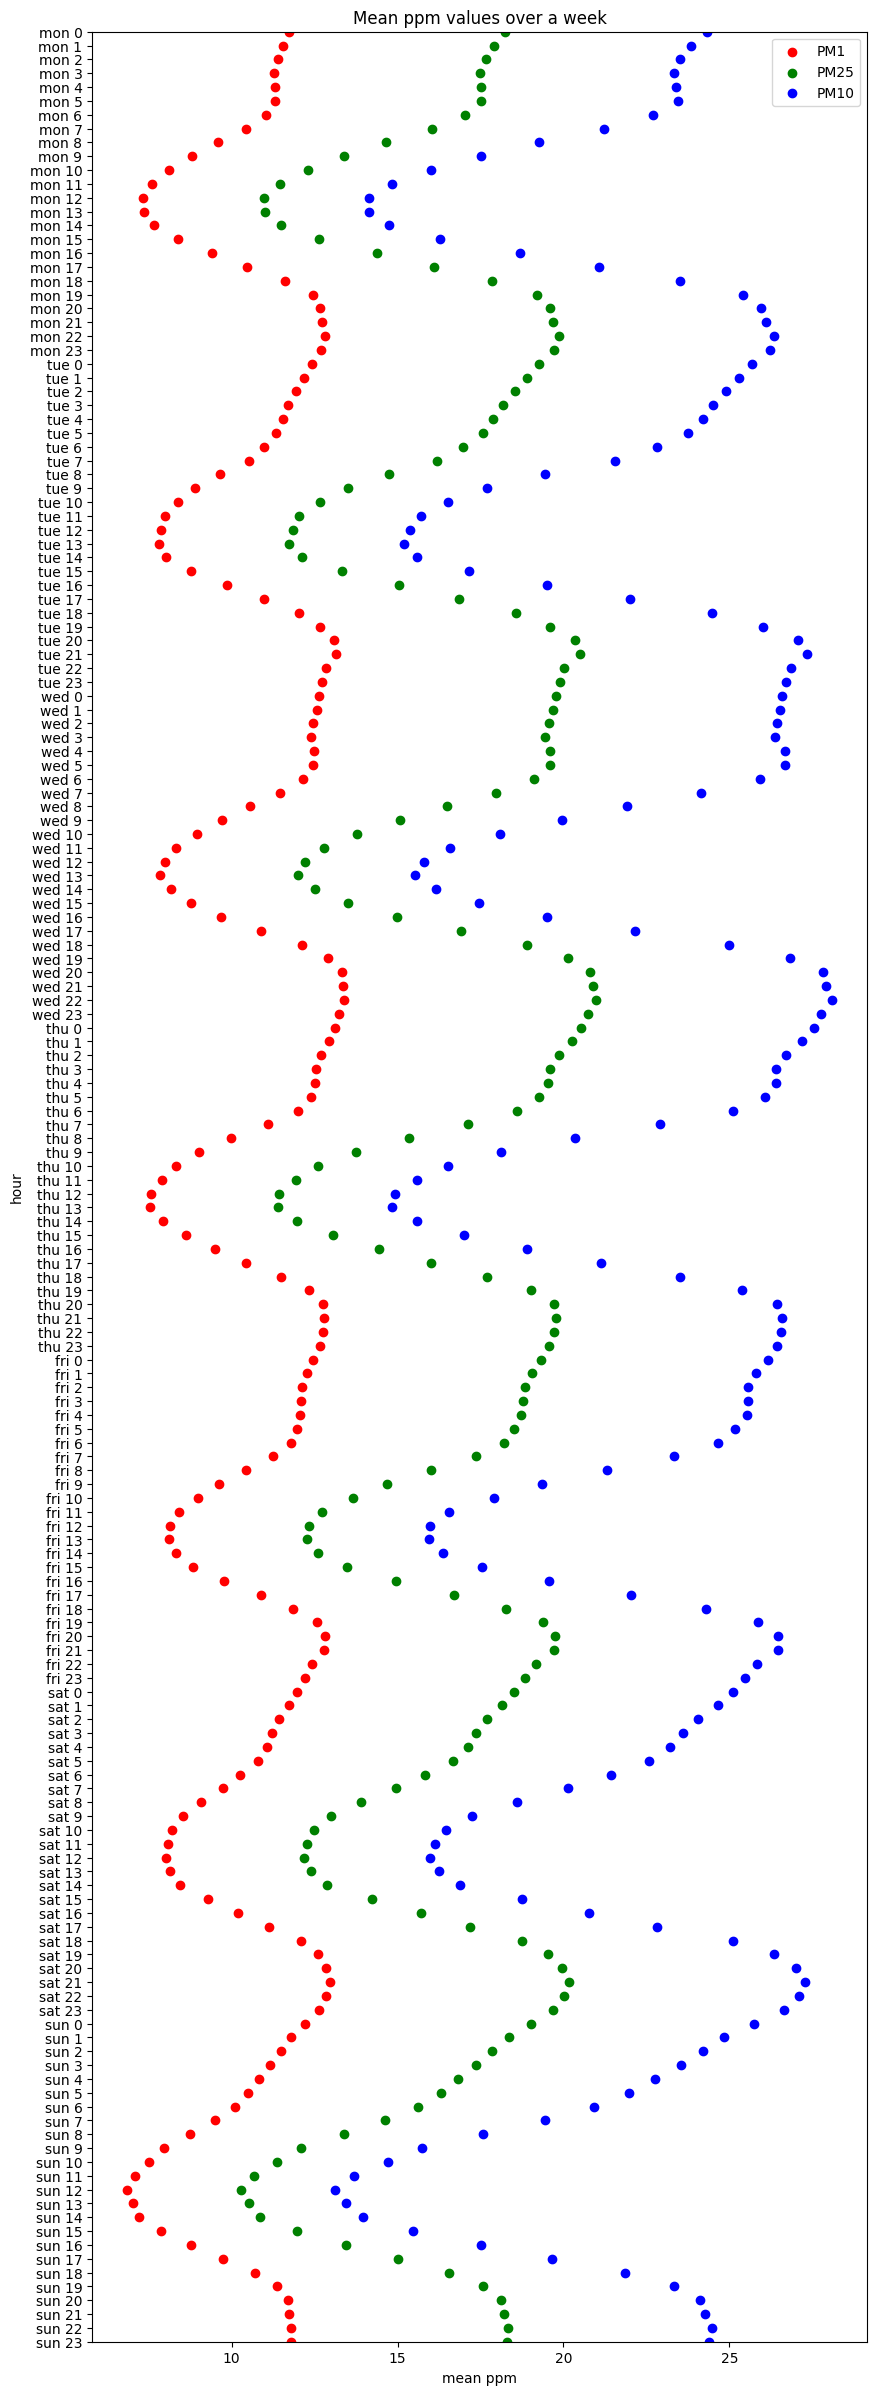 Mean ppm values over a week
PM1
PM25
PM10
mon 0
mon 1
mon 2
mon 3
mon 4
mon 5
mon 6
mon 7
mon 8
mon 9
mon 10
mon 11
mon 12
mon 13
mon 14
mon 15
mon 16
mon 17
mon 18
mon 19
mon 20
mon 21
mon 22
mon 23
tue 0
tue 1
tue 2
tue 3
tue 4
tue 5
tue 6
tue 7
tue 8
tue 9
tue 10
tue 11
tue 12
tue 13
tue 14
tue 15
tue 16
tue 17
tue 18
tue 19
tue 20
tue 21
tue 22
tue 23
wed 0
wed 1
wed 2
wed 3
wed 4
wed 5
wed 6
wed 7
wed 8
wed 9
wed 10
wed 11
wed 12
wed 13
wed 14
wed 15
wed 16
wed 17
wed 18
wed 19
wed 20
wed 21
wed 22
wed 23
thu 0
thu 1
thu 2
thu 3
thu 4
thu 5
thu 6
thu 7
thu 8
thu 9
thu 10
thu 11
thu 12
thu 13
thu 14
thu 15
thu 16
thu 17
thu 18
thu 19
thu 20
thu 21
thu 22
thu 23
fri 0
fri 1
fri 2
fri 3
fri 4
fri 5
fri 6
fri 7
fri 8
fri 9
fri 10
fri 11
fri 12
fri 13
fri 14
fri 15
fri 16
fri 17
fri 18
fri 19
fri 20
fri 21
fri 22
fri 23
sat 0
sat 1
sat 2
sat 3
sat 4
sat 5
sat 6
sat 7
sat 8
sat 9
sat 10
sat 11
sat 12
sat 13
sat 14
sat 15
sat 16
sat 17
sat 18
sat 19
sat 20
sat 21
sat 22
sat 23
sun 0
sun 1
sun 2
sun 3
sun 4
sun 5
sun 6
sun 7
sun 8
sun 9
sun 10
sun 11
sun 12
sun 13
sun 14
sun 15
sun 16
sun 17
sun 18
sun 19
sun 20
sun 21
sun 22
sun 23
hour
10 15 20 25
mean ppm